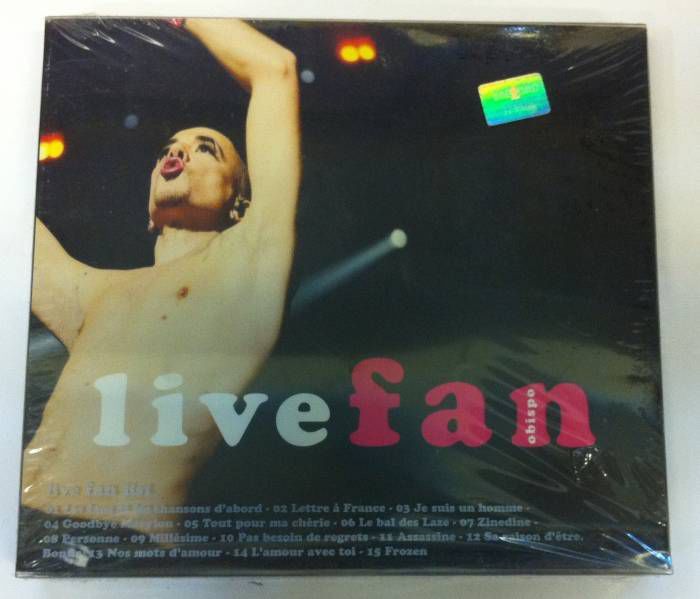 live fan
obispo
live fan list
chansons d'abord - 02 Lettre à France - 03 Je suis un homme -
04 Goodbye Marylou - 05 Tout pour ma chérie - 06 Le bal des Laze - 07 Zinedine -
08 Personne - 09 Millésime - 10 Pas besoin de regrets - 11 Assassine - 12 Sa raison d'être.
Bonus 13 Nos mots d'amour - 14 L'amour avec toi - 15 Frozen